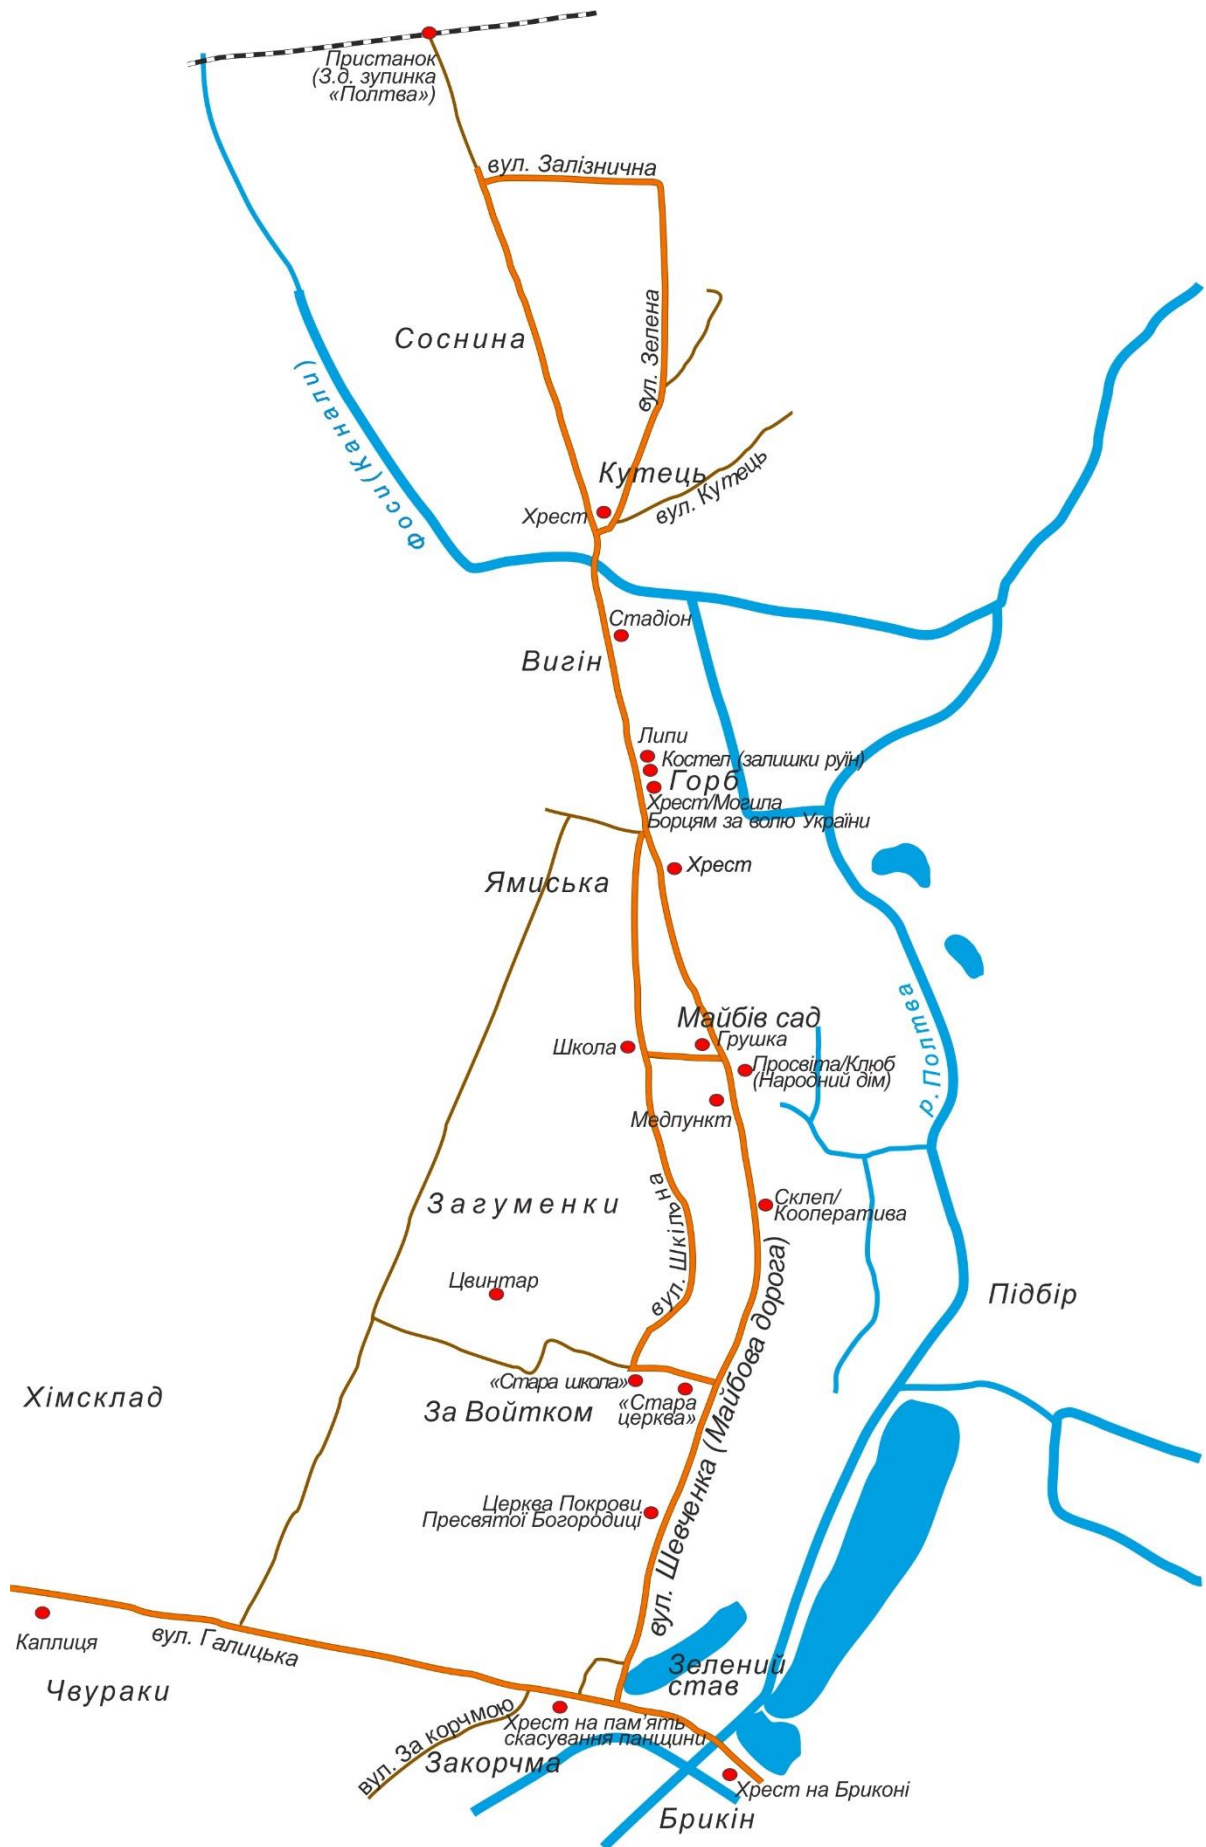 Пристанок
(З.д. зупинка
«Полтва»)
вул. Залізнична
Соснина
вул. Зелена
Фоси(Канали)
Кутець
вул. Кутець
Хрест
Стадіон
Вигін
Липи
Костел (залишки руїн)
Горб
Хрест/Могила
Борцям за волю України
Хрест
Ямиська
р. Полтва
Майбів сад
Грушка
Школа
Просвіта/Клюб
(Народний дім)
Медпункт
Загуменки
вул. Шкільна
Склеп/
Кооператива
Цвинтар
Підбір
Хімсклад
«Стара школа»
За Войтком
«Стара
церква»
вул. Шевченка (Майбова дорога)
Церква Покрови
Пресвятої Богородиці
Каплиця
вул. Галицька
Чвураки
Зелений
став
вул. За корчмою
Хрест на пам'ять
скасування панщини
Закорчма
Хрест на Бриконі
Брикін